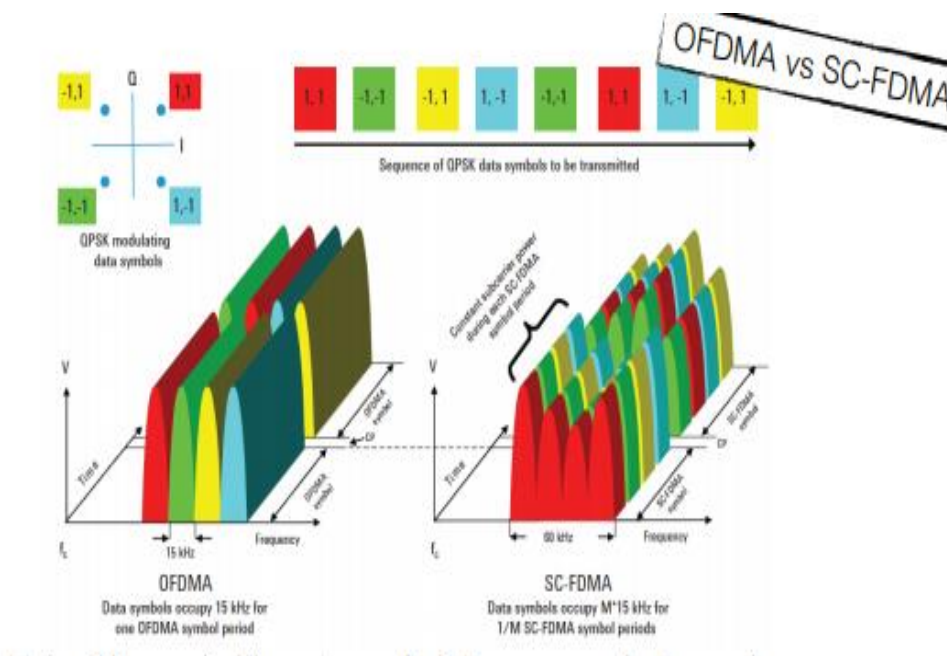 OFDMA vs SC-FDMA
-1,1
Q
1,1
I
-1,-1
1,-1
QPSK modulating
data symbols
1, 1
-1,-1
-1, 1
1, -1
-1,-1
1, 1
1, -1
-1, 1
Sequence of QPSK data symbols to be transmitted
Constant subcarrier power
during each SC-FDMA
symbol period
V
Time
OFDMA
symbol
CP
OFDMA
symbol
fc
15 kHz
Frequency
OFDMA
Data symbols occupy 15 kHz for
one OFDMA symbol period
V
Time
SC-FDMA
symbol
CP
SC-FDMA
symbol
fc
60 kHz
Frequency
SC-FDMA
Data symbols occupy M*15 kHz for
1/M SC-FDMA symbol periods